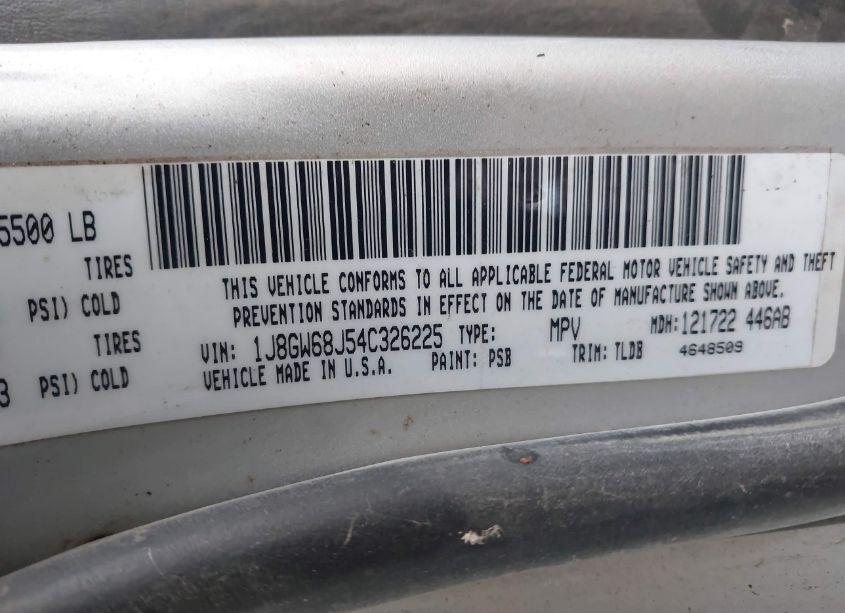 5500 LB
TIRES
PSI) COLD
TIRES
3 PSI) COLD
THIS VEHICLE CONFORMS TO ALL APPLICABLE FEDERAL MOTOR VEHICLE SAFETY AND THEFT
PREVENTION STANDARDS IN EFFECT ON THE DATE OF MANUFACTURE SHOWN ABOVE.
VIN: 1J8GW68J54C326225 TYPE: MPV MDH:121722 446AB
VEHICLE MADE IN U.S.A. PAINT: PSB TRIM: TLDB 4648509